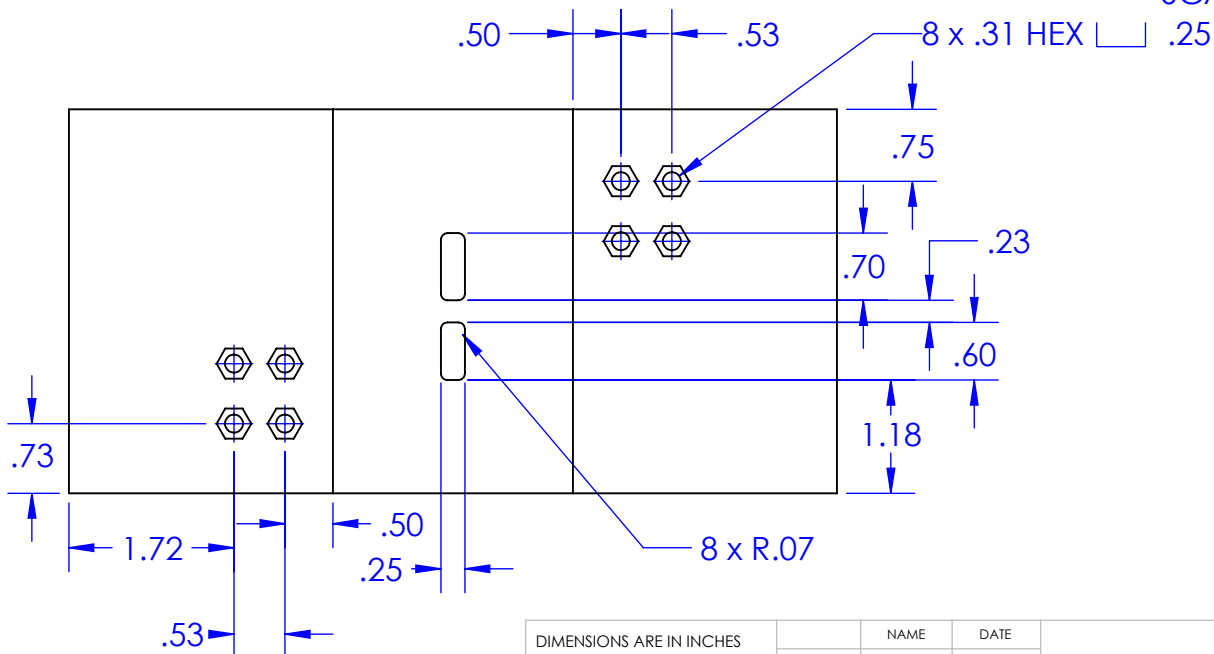 .50
.53
8 x .31 HEX ⌴ .25
.75
.70
.23
.60
1.18
.73
1.72
.50
.25
8 x R.07
.53
DIMENSIONS ARE IN INCHES
NAME
DATE